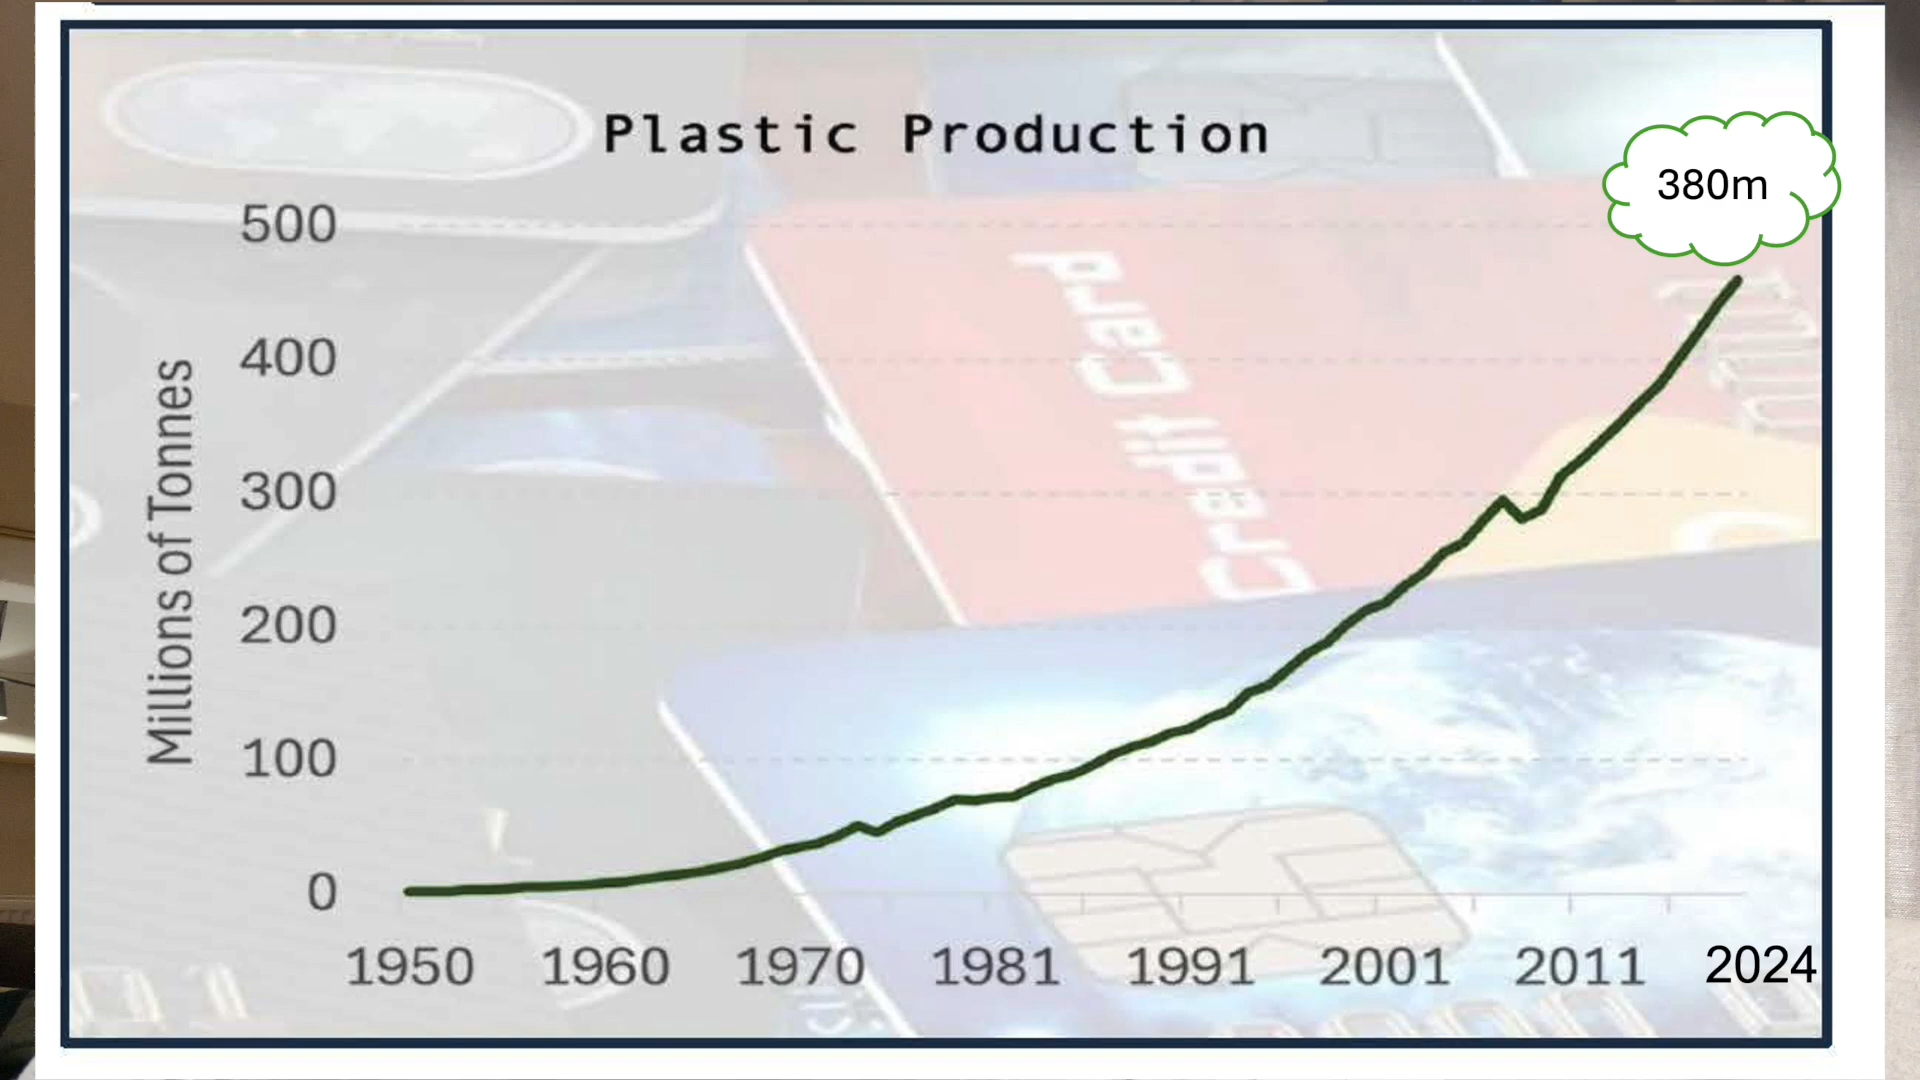 Plastic Production
380m
500
400
300
200
100
0
Millions of Tonnes
Credit Card
1950 1960 1970 1981 1991 2001 2011 2024